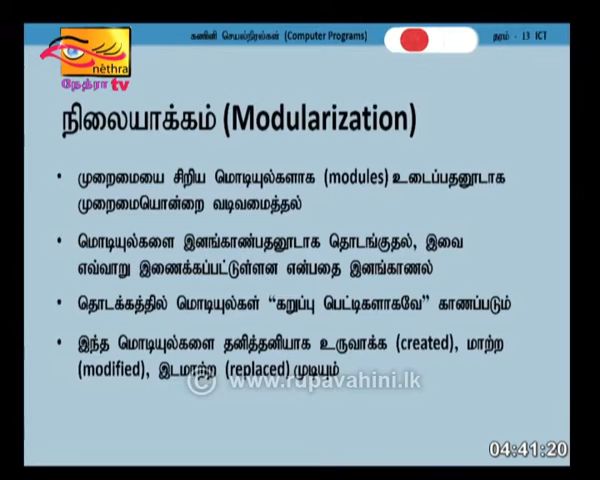 கணினி செயல்நிரல்கள் (Computer Programs)
தரம் - 13 ICT
nethra
நேத்ரா tv
நிலையாக்கம் (Modularization)
• முறைமையை சிறிய மொடியுல்களாக (modules) உடைப்பதனூடாக
முறைமையொன்றை வடிவமைத்தல்
• மொடியுல்களை இனங்காண்பதனூடாக தொடங்குதல், இவை
எவ்வாறு இணைக்கப்பட்டுள்ளன என்பதை இனங்காணல்
• தொடக்கத்தில் மொடியுல்கள் “கறுப்பு பெட்டிகளாகவே” காணப்படும்
• இந்த மொடியுல்களை தனித்தனியாக உருவாக்க (created), மாற்ற
(modified), இடமாற்ற (replaced) முடியும்
© www.rupavahini.lk
04:41:20